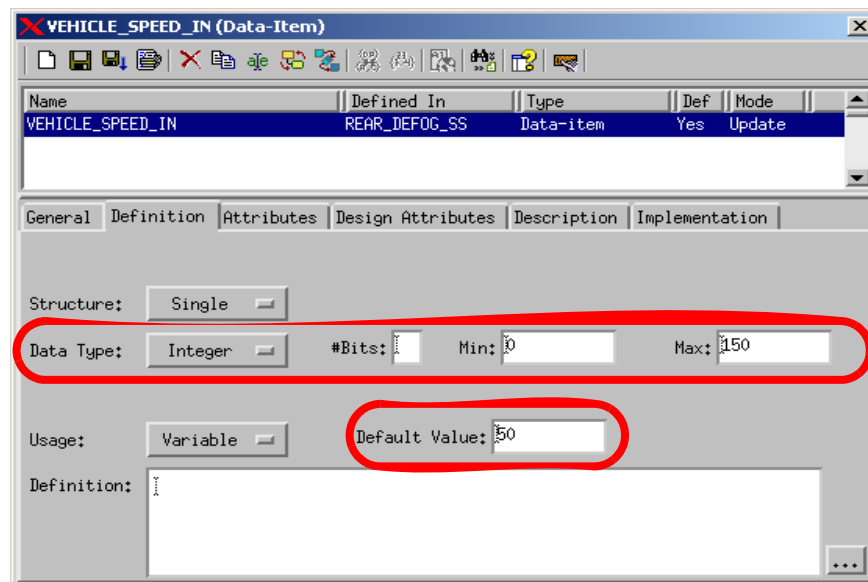 VEHICLE_SPEED_IN (Data-Item)
Name Defined In Type Def Mode
VEHICLE_SPEED_IN REAR_DEFOG_SS Data-item Yes Update
General Definition Attributes Design Attributes Description Implementation
Structure: Single
Data Type: Integer #Bits: Min: 0 Max: 150
Usage: Variable Default Value: 50
Definition:
...